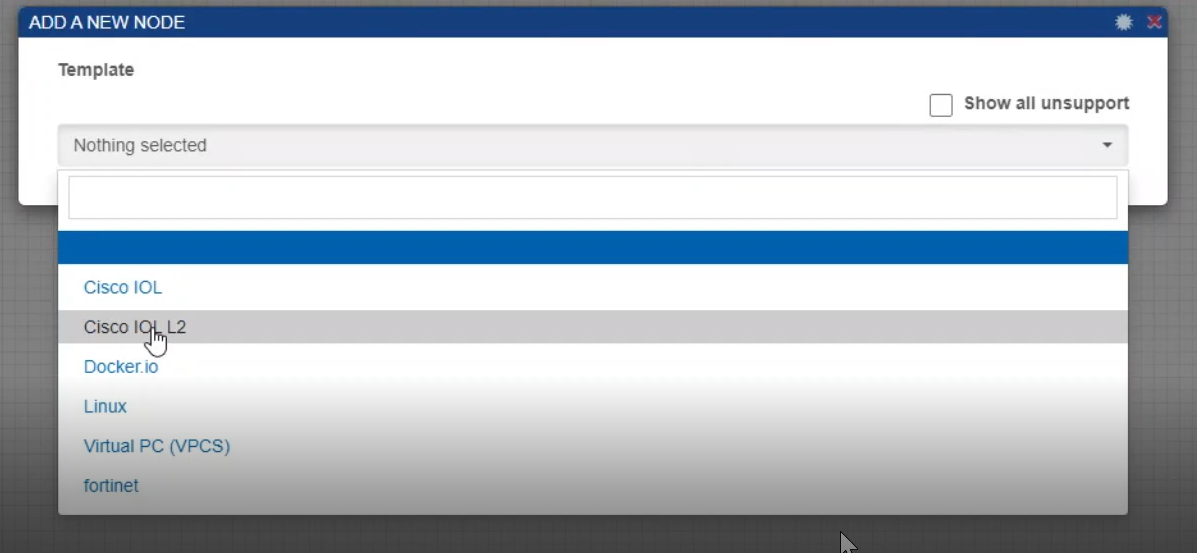 ADD A NEW NODE
Template
Show all unsupport
Nothing selected
Cisco IOL
Cisco IOL L2
Docker.io
Linux
Virtual PC (VPCS)
fortinet